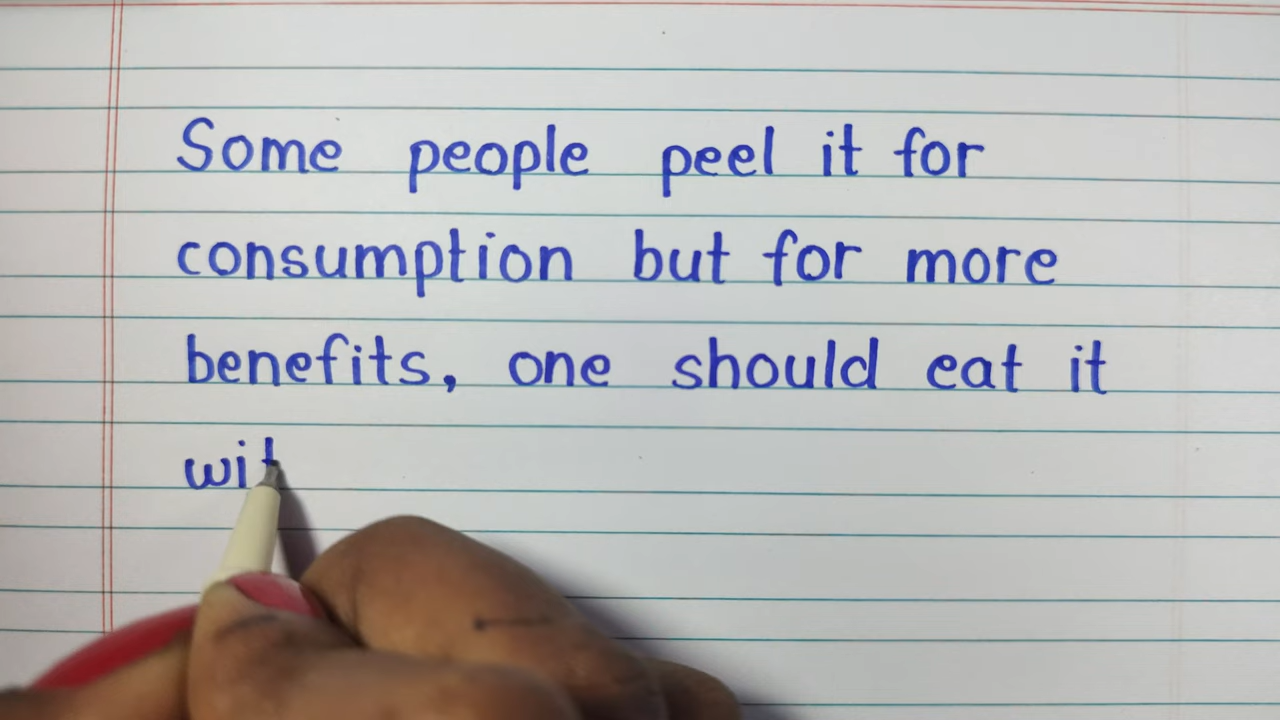 Some people peel it for
consumption but for more
benefits, one should eat it
wit